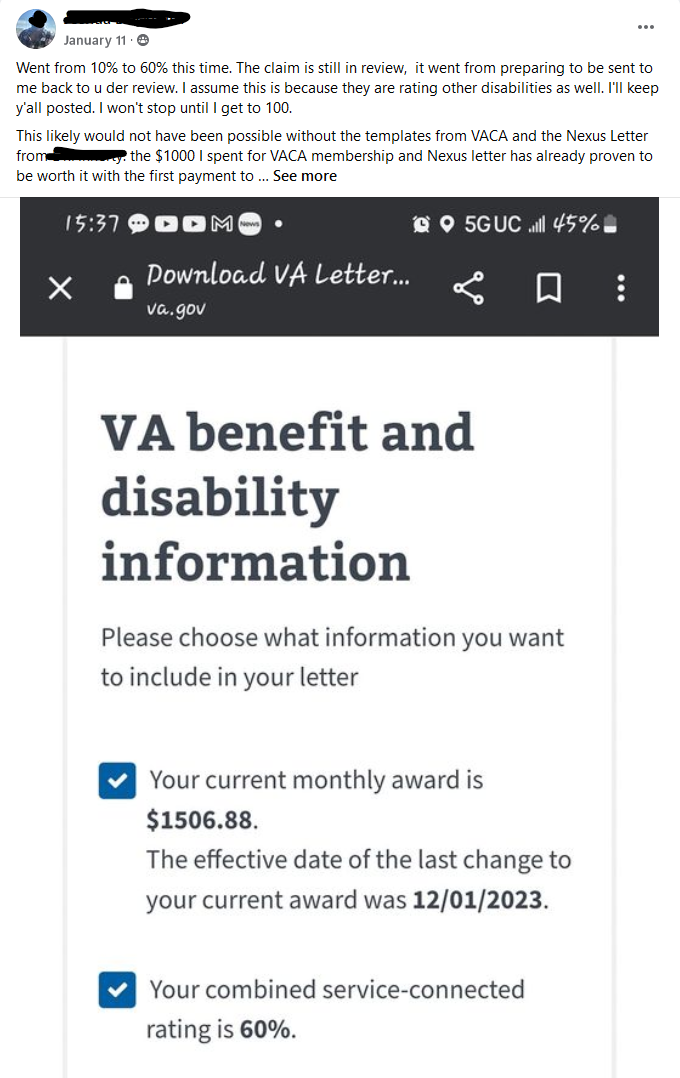 January 11 ·
Went from 10% to 60% this time. The claim is still in review, it went from preparing to be sent to
me back to u der review. I assume this is because they are rating other disabilities as well. I'll keep
y'all posted. I won't stop until I get to 100.
This likely would not have been possible without the templates from VACA and the Nexus Letter
from the $1000 I spent for VACA membership and Nexus letter has already proven to
be worth it with the first payment to ... See more
15:37 News • 5G UC 45%
Download VA Letter...
va.gov
VA benefit and
disability
information
Please choose what information you want
to include in your letter
Your current monthly award is
$1506.88.
The effective date of the last change to
your current award was 12/01/2023.
Your combined service-connected
rating is 60%.